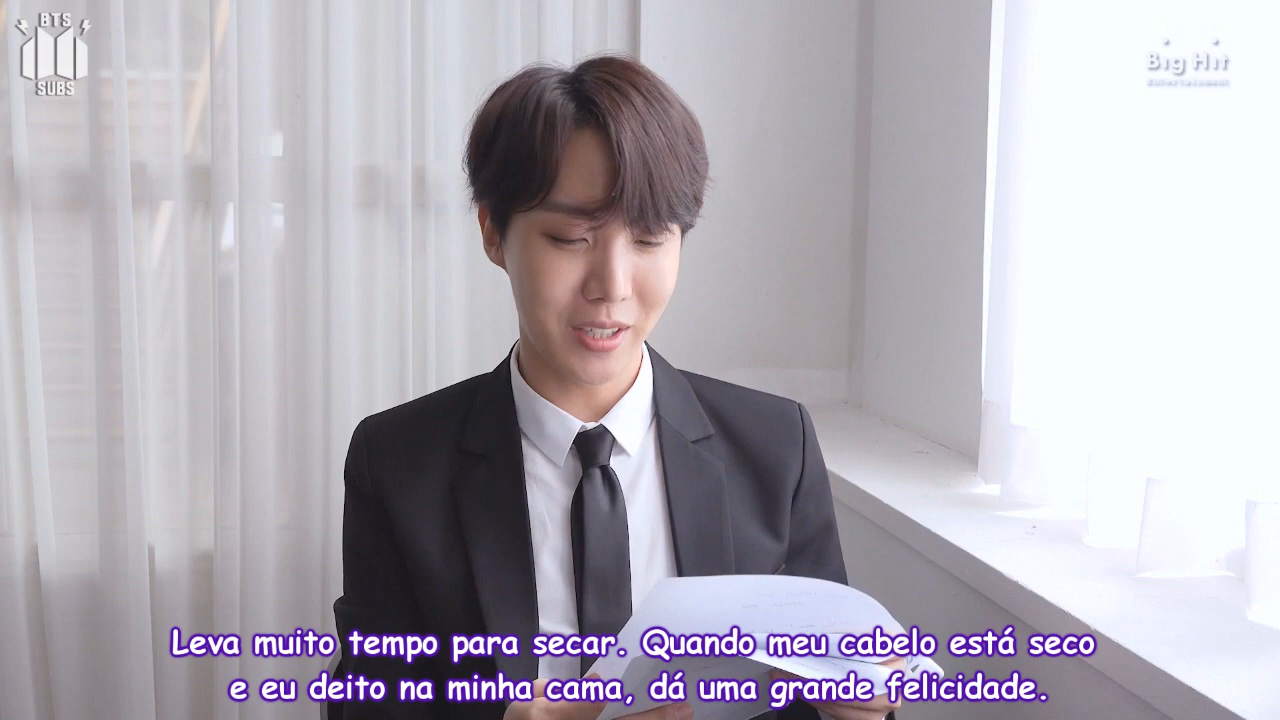 BTS
SUBS
Big Hit
Entertainment
Leva muito tempo para secar. Quando meu cabelo está seco
e eu deito na minha cama, dá uma grande felicidade.